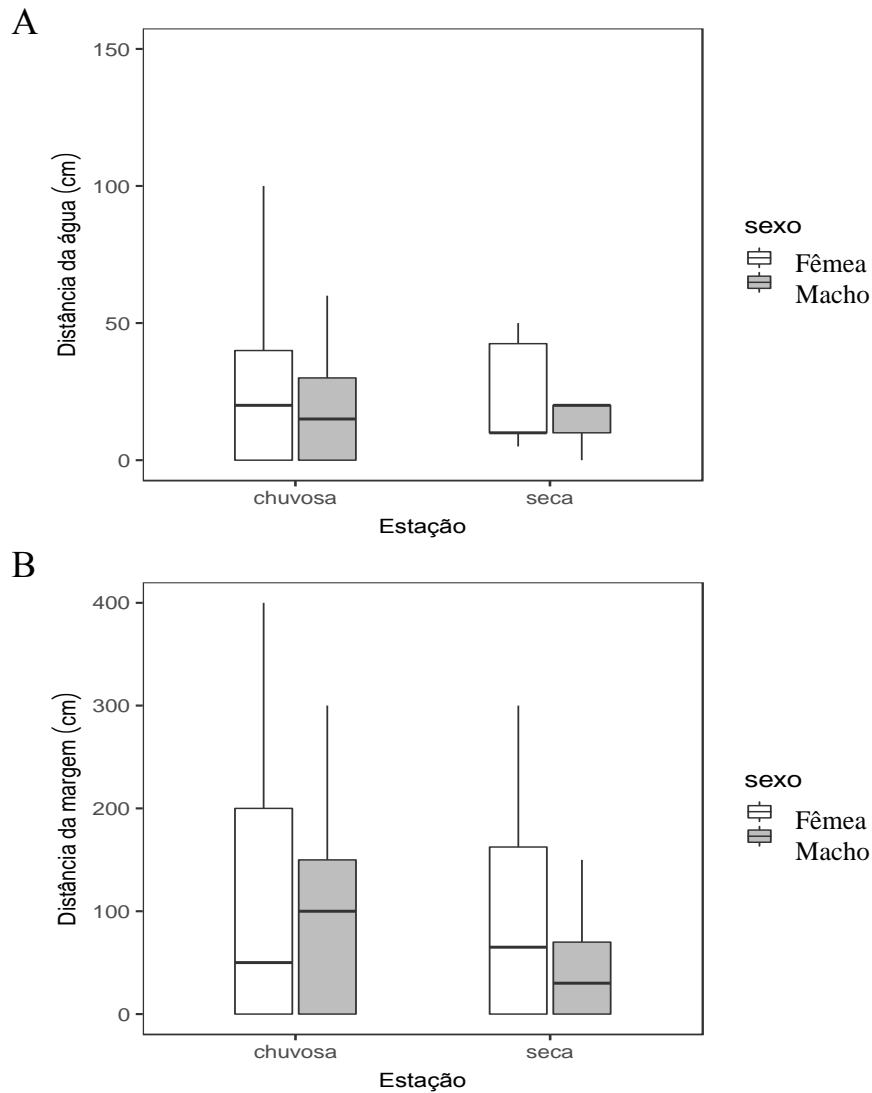 A
150
100
50
0
Distância da água (cm)
chuvosa
seca
Estação
sexo
Fêmea
Macho
B
400
300
200
100
0
Distância da margem (cm)
chuvosa
seca
Estação
sexo
Fêmea
Macho